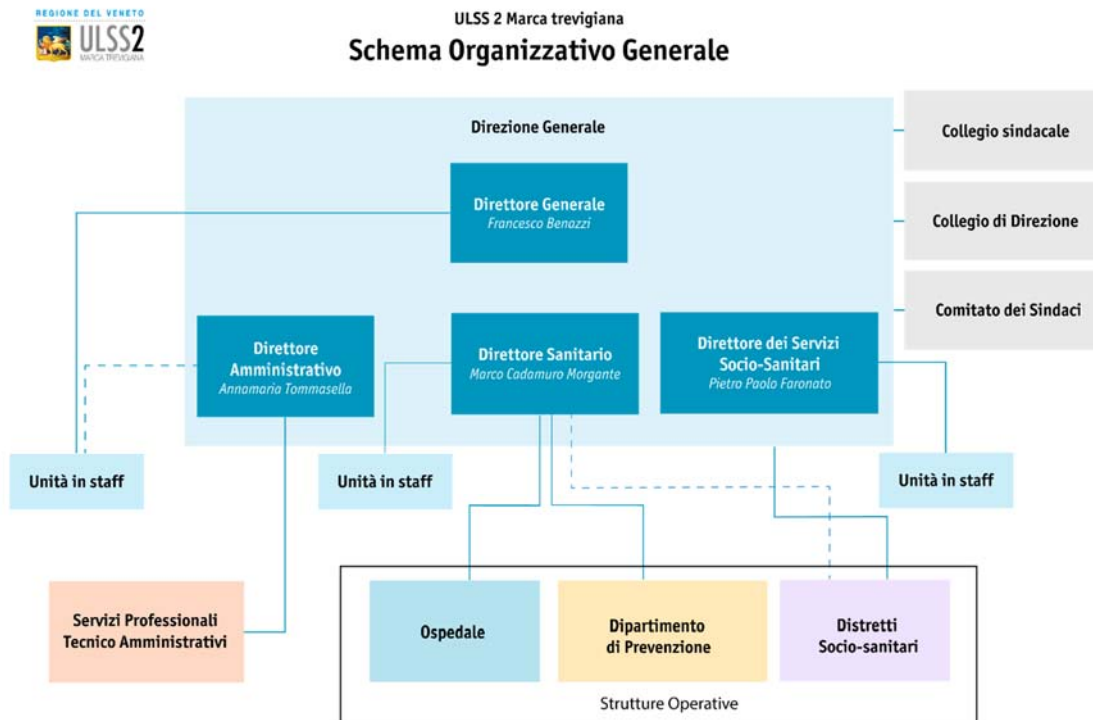 REGIONE DEL VENETO
ULSS2
MARCA TREVIGIANA
ULSS 2 Marca trevigiana
Schema Organizzativo Generale
Direzione Generale
Collegio sindacale
Direttore Generale
Francesco Benazzi
Collegio di Direzione
Comitato dei Sindaci
Direttore
Amministrativo
Annamaria Tommasella
Direttore Sanitario
Marco Cadamuro Morgante
Direttore dei Servizi
Socio-Sanitari
Pietro Paolo Faronato
Unità in staff
Unità in staff
Unità in staff
Servizi Professionali
Tecnico Amministrativi
Ospedale
Dipartimento
di Prevenzione
Distretti
Socio-sanitari
Strutture Operative